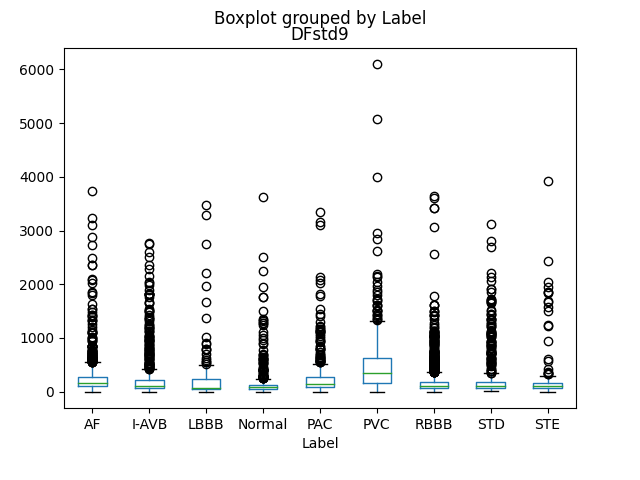 Boxplot grouped by Label
DFstd9
6000
5000
4000
3000
2000
1000
0
AF I-AVB LBBB Normal PAC PVC RBBB STD STE
Label